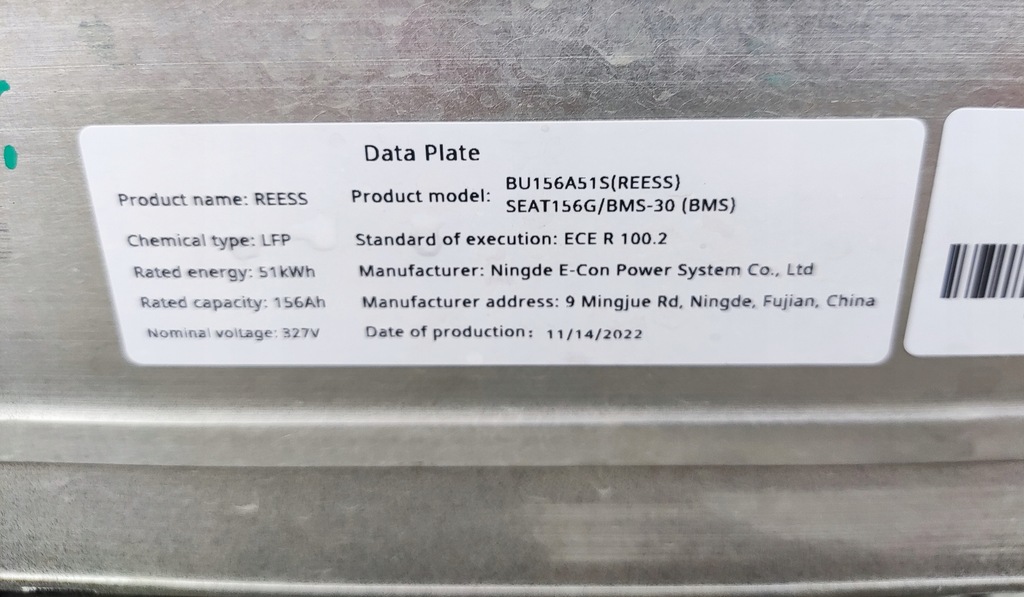 Data Plate
Product name: REESS
Product model: BU156A51S(REESS)
SEAT156G/BMS-30 (BMS)
Chemical type: LFP
Standard of execution: ECE R 100.2
Rated energy: 51kWh
Manufacturer: Ningde E-Con Power System Co., Ltd
Rated capacity: 156Ah
Manufacturer address: 9 Mingjue Rd, Ningde, Fujian, China
Nominal voltage: 327V
Date of production: 11/14/2022